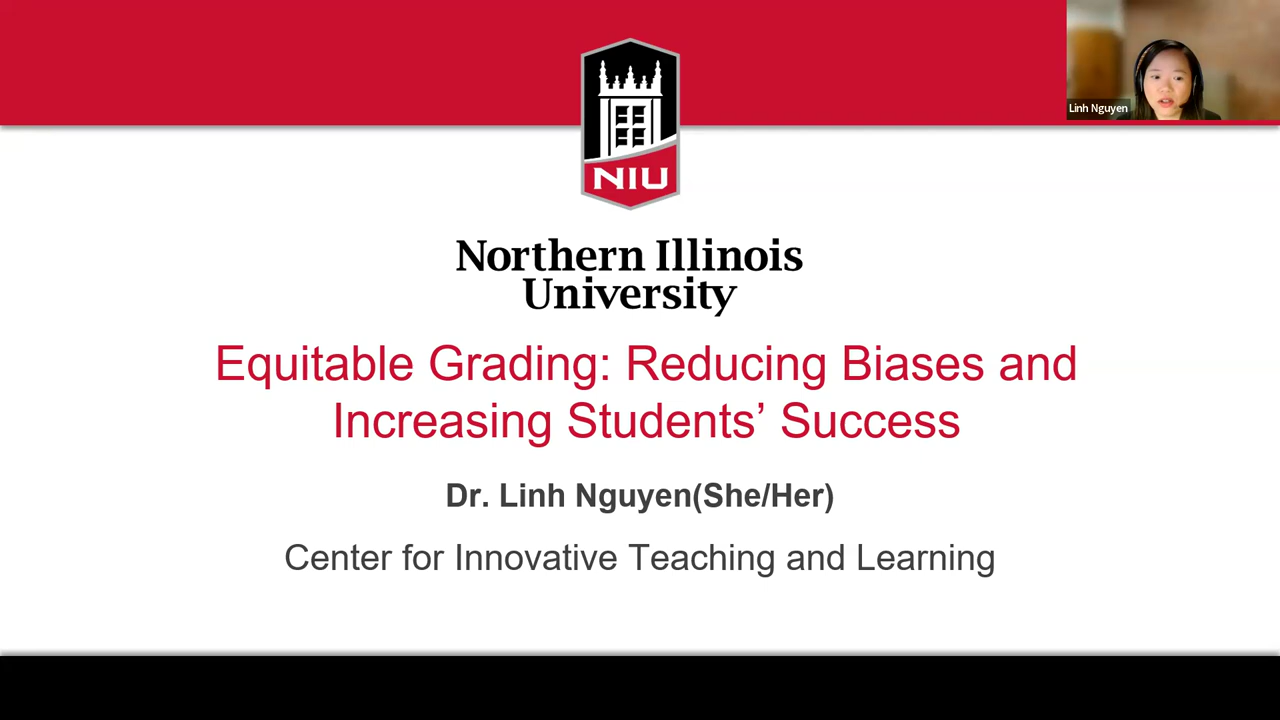 Linh Nguyen
NIU
Northern Illinois
University
Equitable Grading: Reducing Biases and
Increasing Students’ Success
Dr. Linh Nguyen(She/Her)
Center for Innovative Teaching and Learning